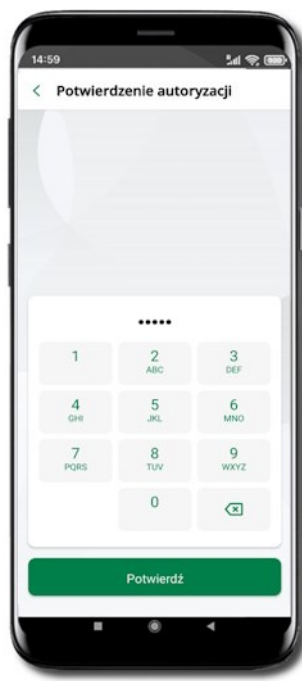 14:59
Potwierdzenie autoryzacji
•••••
1 2 3
ABC DEF
4 5 6
GHI JKL MNO
7 8 9
PQRS TUV WXYZ
0
Potwierdź